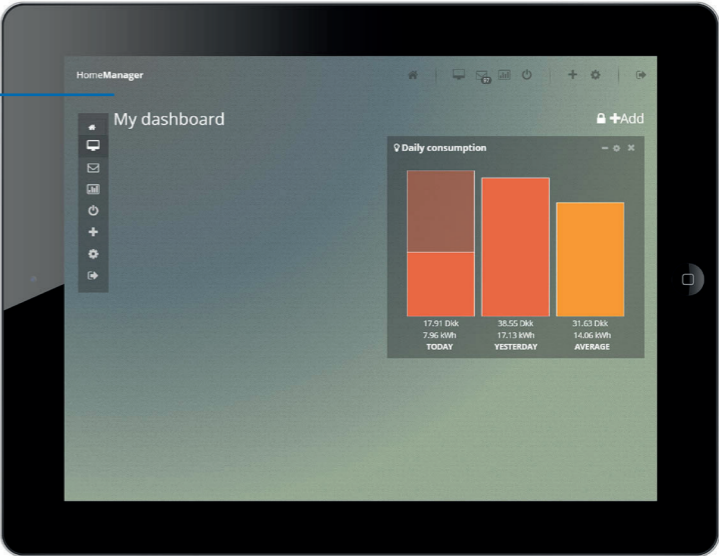 HomeManager
My dashboard
Add
Daily consumption
17.91 Dkk
7.96 kWh
TODAY
38.55 Dkk
17.13 kWh
YESTERDAY
31.63 Dkk
14.06 kWh
AVERAGE